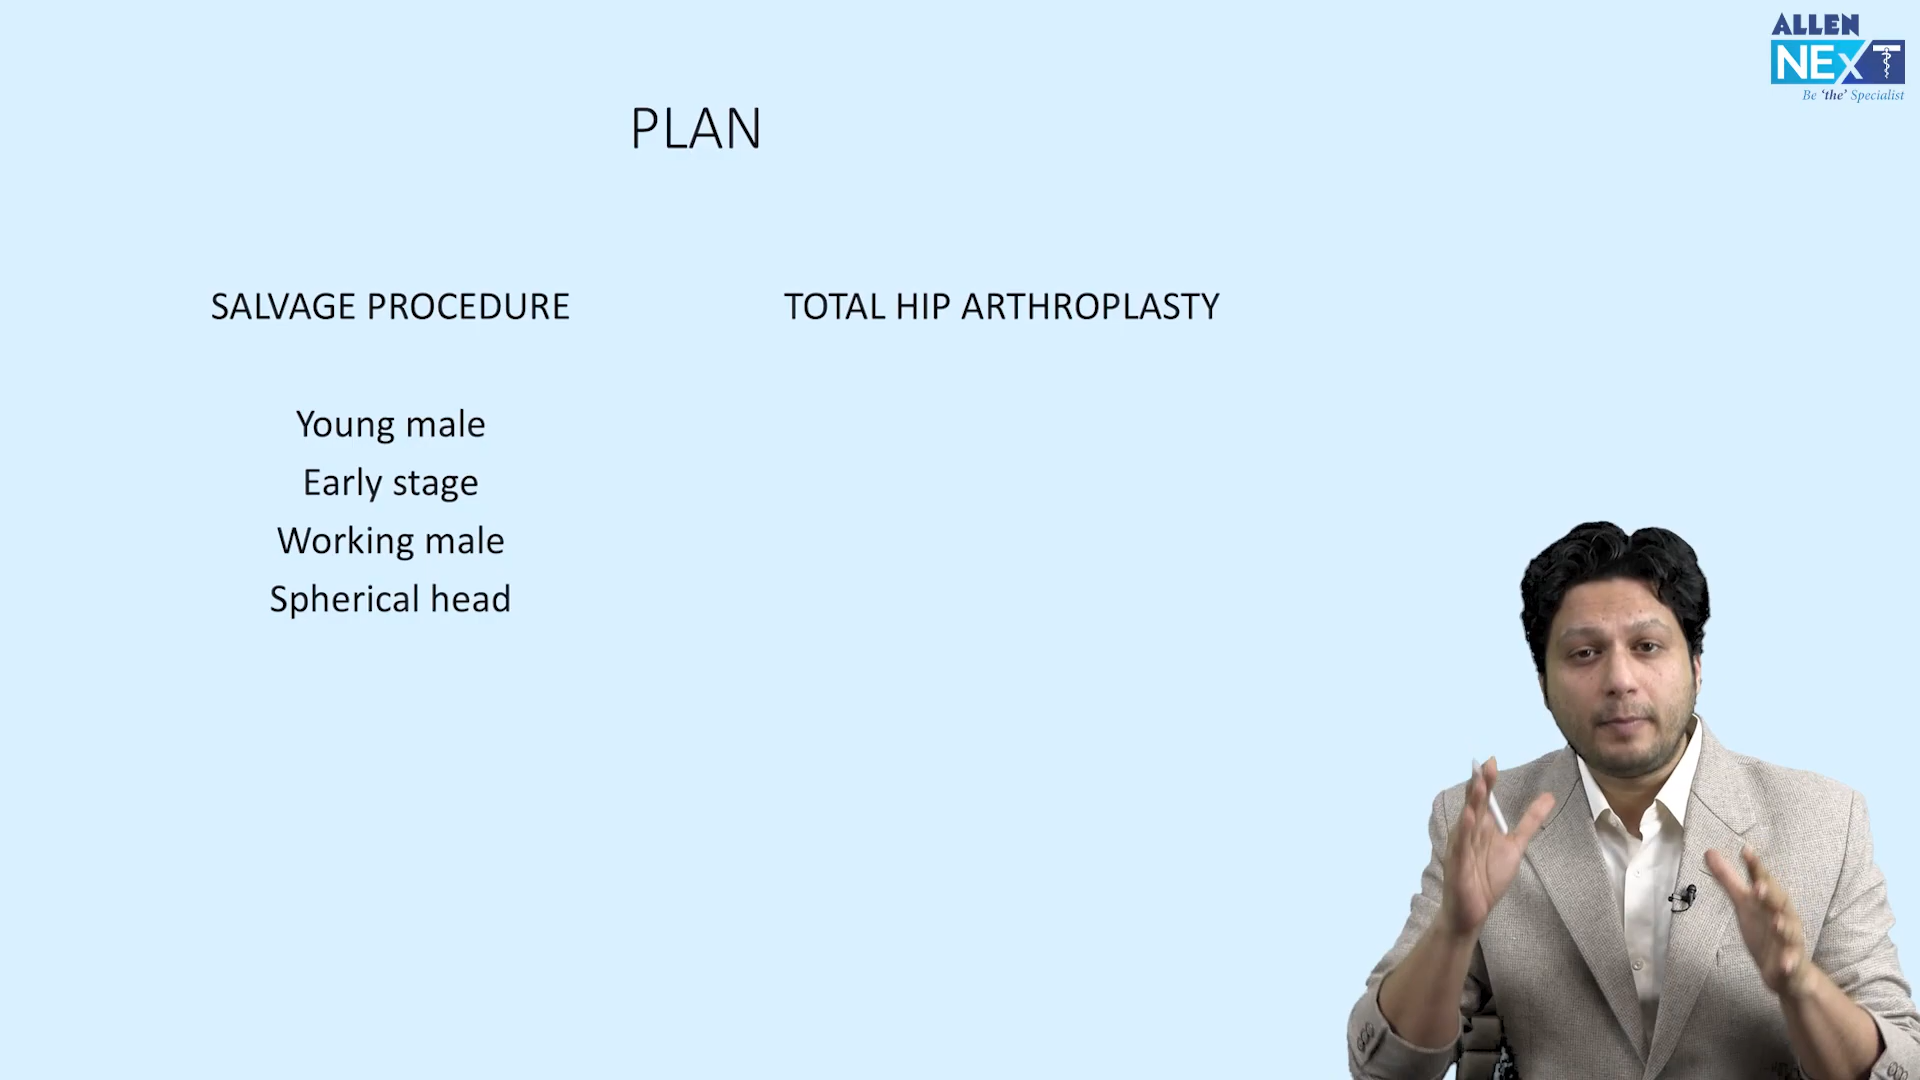 ALLEN
NEXT
Be 'the' Specialist
PLAN
SALVAGE PROCEDURE
Young male
Early stage
Working male
Spherical head
TOTAL HIP ARTHROPLASTY